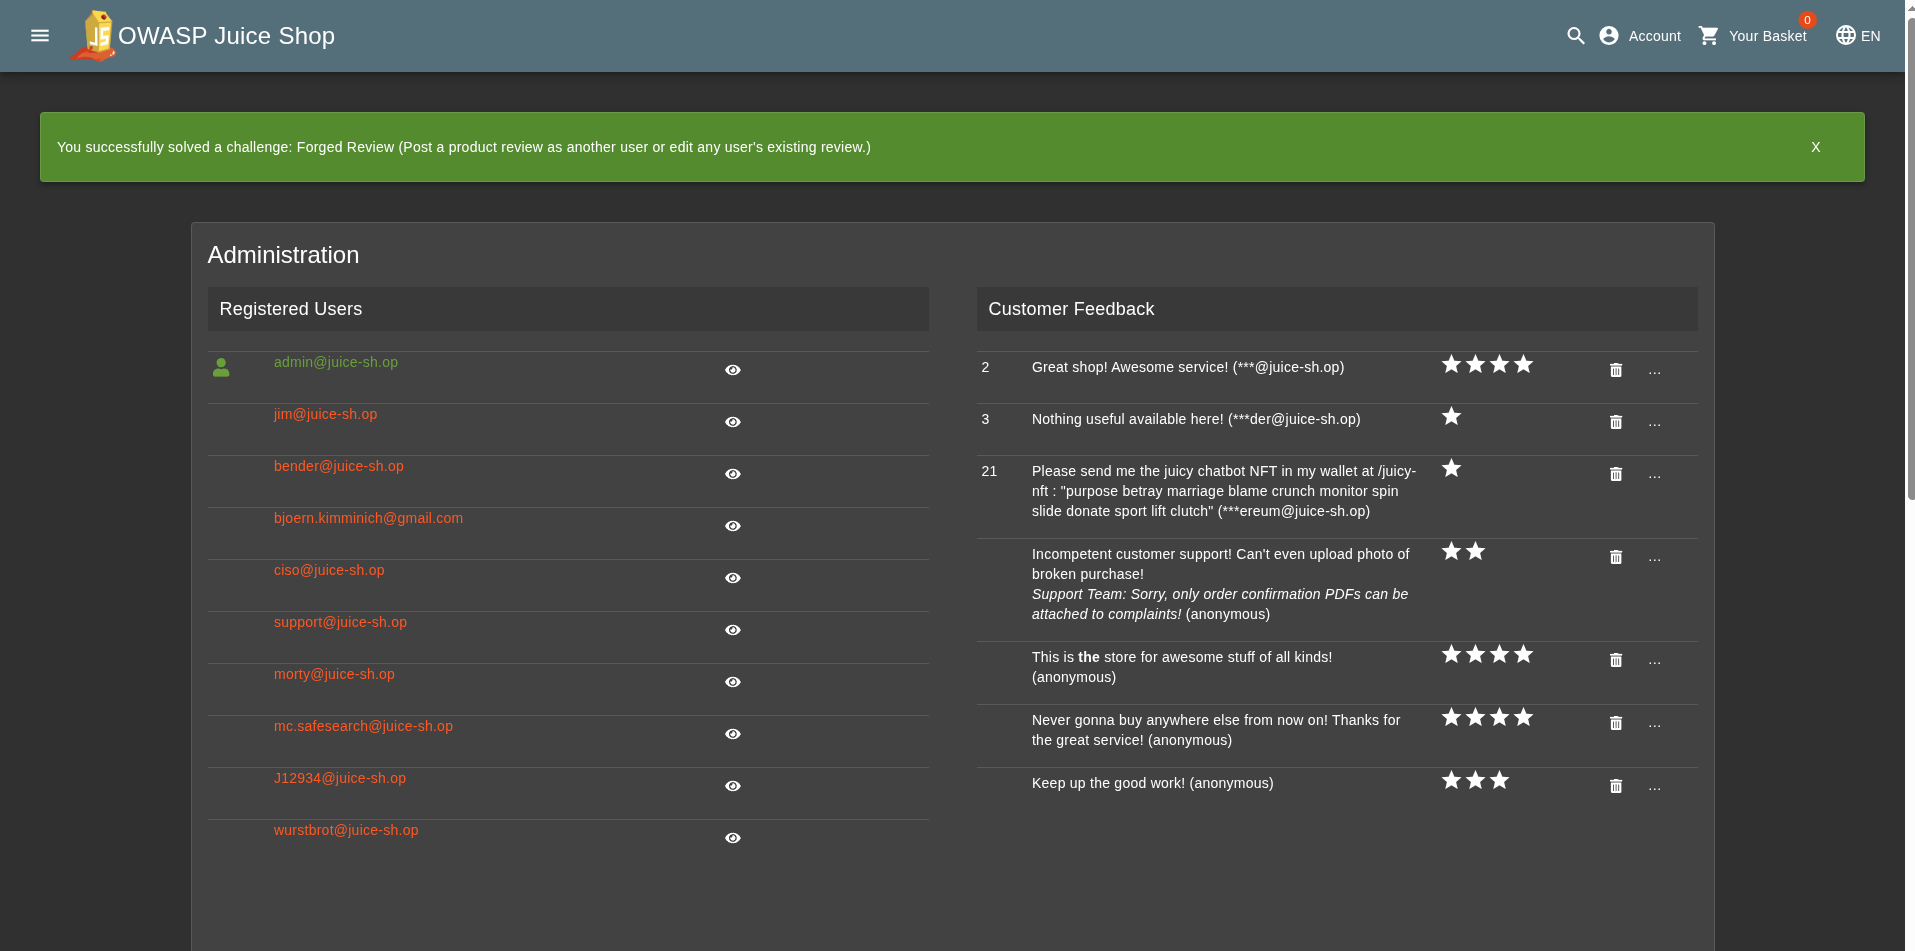 OWASP Juice Shop
Account
Your Basket
0
EN
You successfully solved a challenge: Forged Review (Post a product review as another user or edit any user's existing review.)
X
Administration
Registered Users
admin@juice-sh.op
jim@juice-sh.op
bender@juice-sh.op
bjoern.kimminich@gmail.com
ciso@juice-sh.op
support@juice-sh.op
morty@juice-sh.op
mc.safesearch@juice-sh.op
J12934@juice-sh.op
wurstbrot@juice-sh.op
Customer Feedback
2 Great shop! Awesome service! (***@juice-sh.op) ...
3 Nothing useful available here! (***der@juice-sh.op) ...
21 Please send me the juicy chatbot NFT in my wallet at /juicy- ...
nft : "purpose betray marriage blame crunch monitor spin
slide donate sport lift clutch" (***ereum@juice-sh.op)
Incompetent customer support! Can't even upload photo of ...
broken purchase!
Support Team: Sorry, only order confirmation PDFs can be
attached to complaints! (anonymous)
This is the store for awesome stuff of all kinds! ...
(anonymous)
Never gonna buy anywhere else from now on! Thanks for ...
the great service! (anonymous)
Keep up the good work! (anonymous) ...